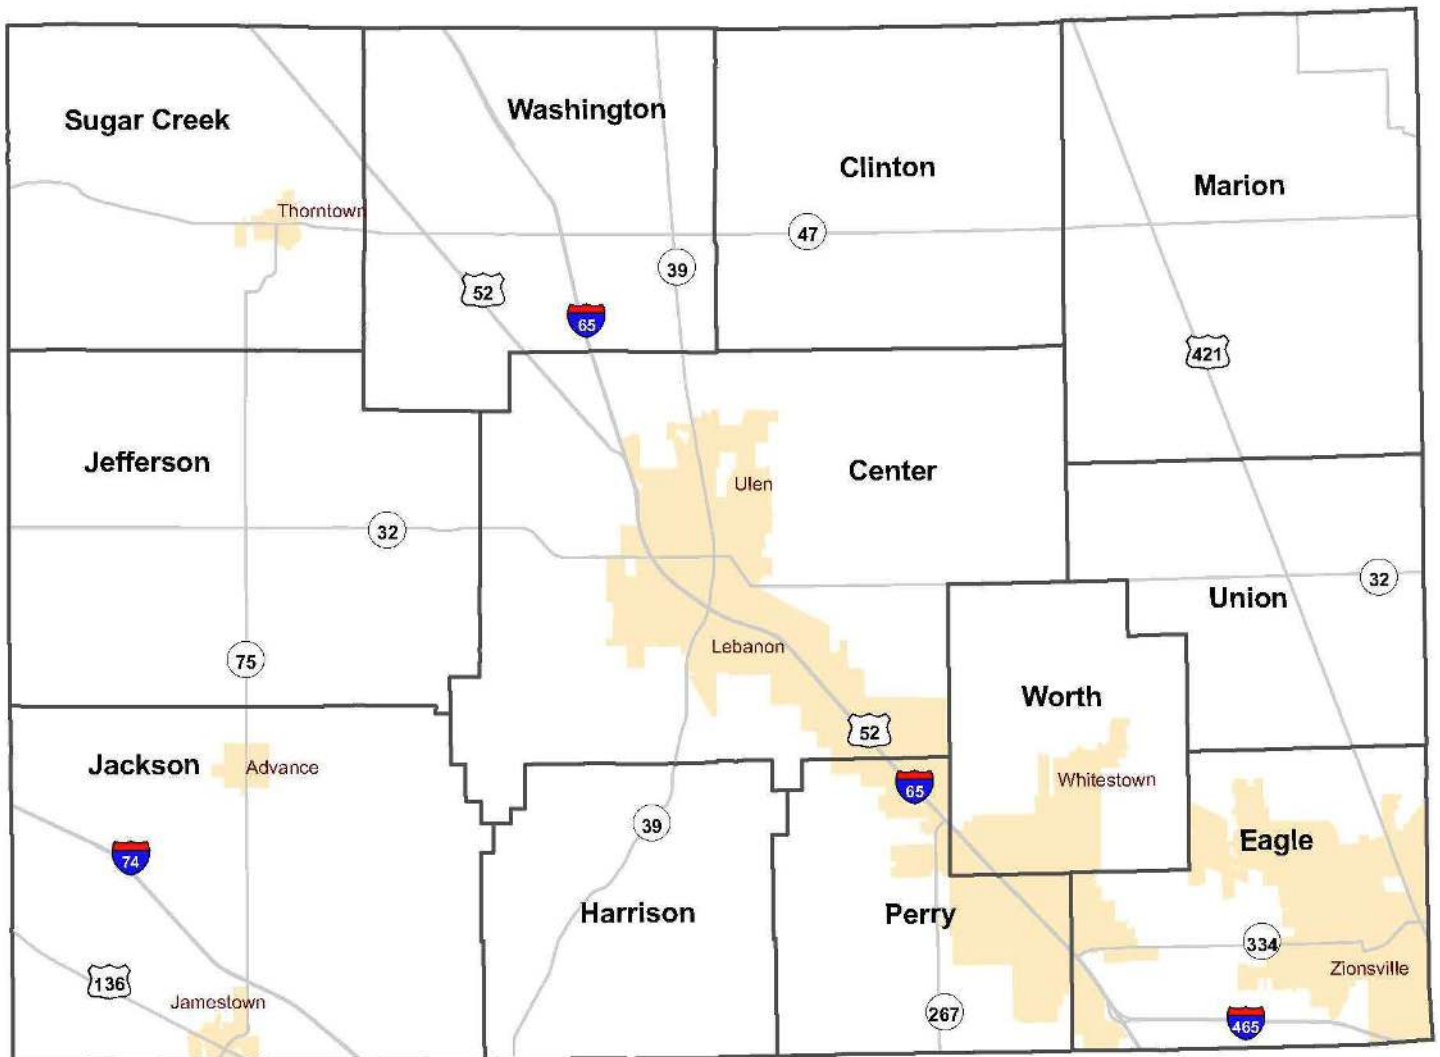 Washington
Sugar Creek
Clinton
Marion
Thorntown
47
39
52
65
421
Jefferson
Center
Ulen
32
32
Union
Lebanon
75
Worth
52
Jackson
Advance
Whitestown
65
39
Eagle
74
Harrison
Perry
334
Zionsville
136
Jamestown
267
465